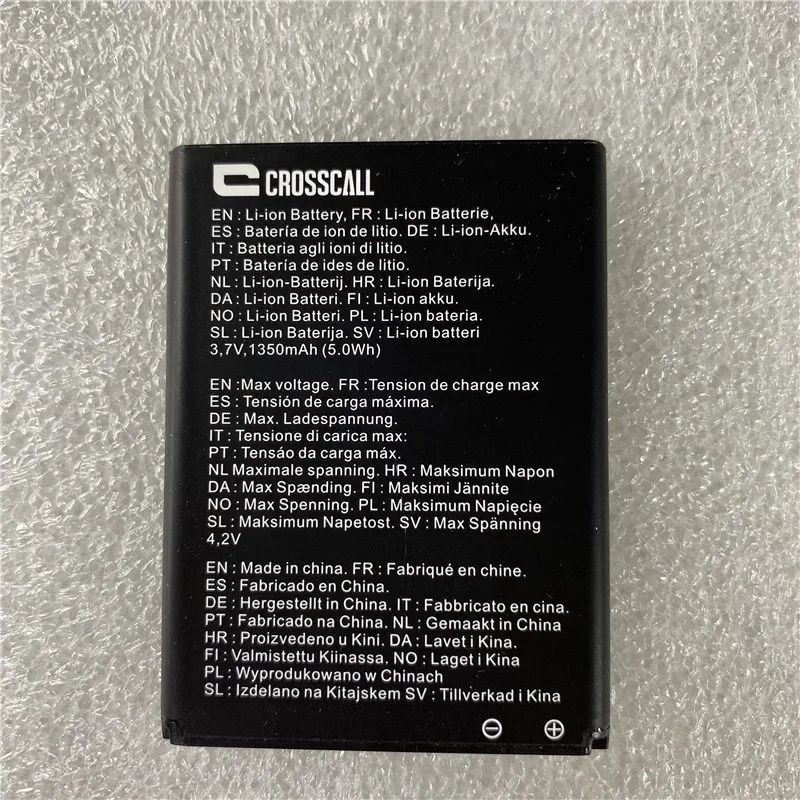 CROSSCALL
EN : Li-ion Battery, FR : Li-ion Batterie,
ES : Batería de ion de litio. DE : Li-ion-Akku.
IT : Batteria agli ioni di litio.
PT : Batería de ides de litio.
NL : Li-ion-Batterij. HR : Li-ion Baterija.
DA : Li-ion Batteri. FI : Li-ion akku.
NO : Li-ion Batteri. PL : Li-ion bateria.
SL : Li-ion Baterija. SV : Li-ion batteri
3,7V,1350mAh (5.0Wh)
EN :Max voltage. FR :Tension de charge max
ES : Tensión de carga máxima.
DE : Max. Ladespannung.
IT : Tensione di carica max:
PT : Tensáo da carga máx.
NL Maximale spanning. HR : Maksimum Napon
DA : Max Spænding. FI : Maksimi Jännite
NO : Max Spenning. PL : Maksimum Napięcie
SL : Maksimum Napetost. SV : Max Spänning
4,2V
EN : Made in china. FR : Fabriqué en chine.
ES : Fabricado en China.
DE : Hergestellt in China. IT : Fabbricato en cina.
PT : Fabricado na China. NL : Gemaakt in China
HR : Proizvedeno u Kini. DA : Lavet i Kina.
FI : Valmistettu Kiinassa. NO : Laget i Kina
PL : Wyprodukowano w Chinach
SL : Izdelano na Kitajskem SV : Tillverkad i Kina
⊖ ⊕